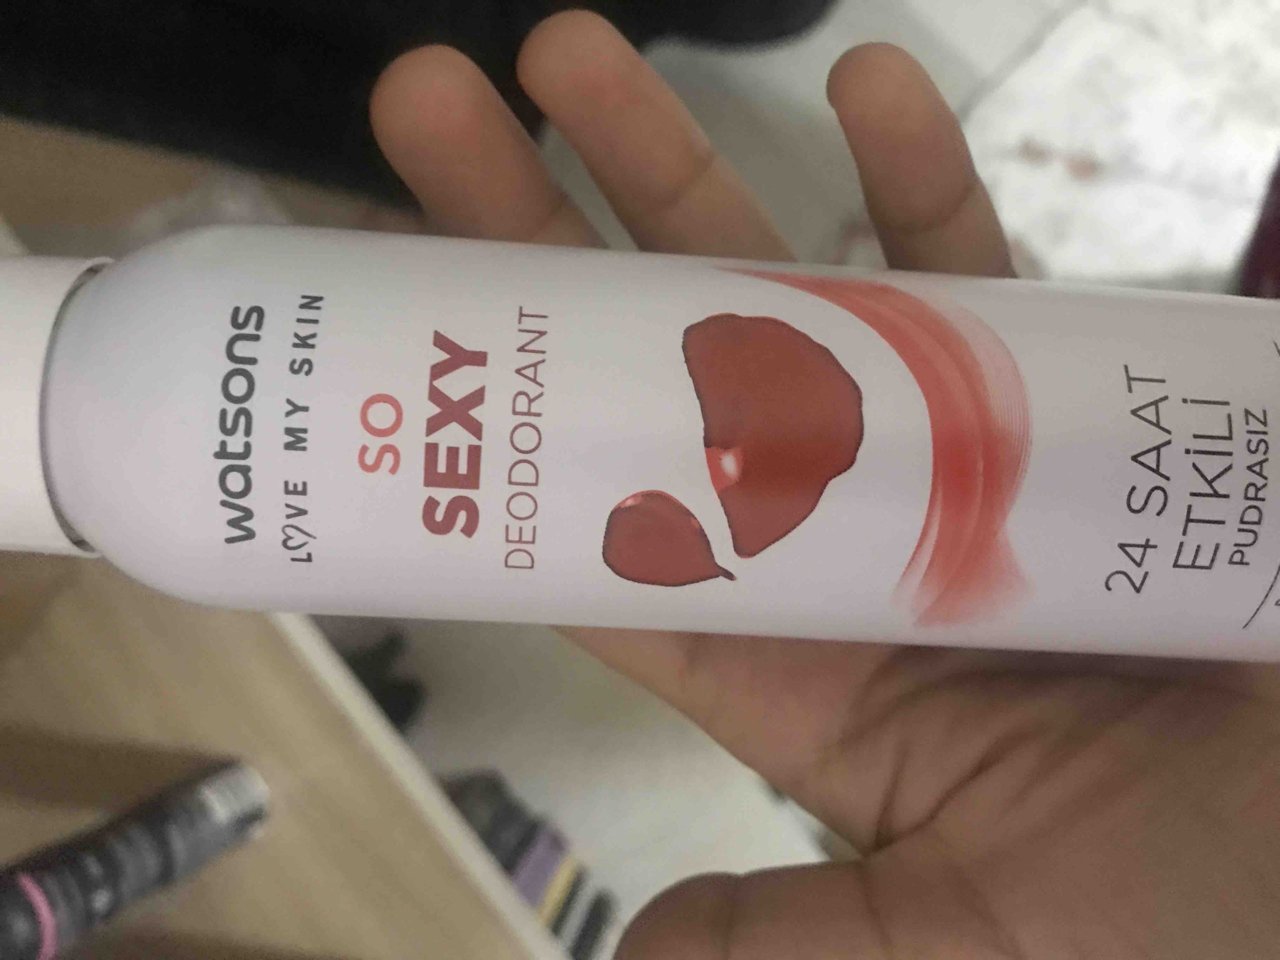 watsons
LOVE MY SKIN
SO
SEXY
DEODORANT
24 SAAT
ETKİLİ
PUDRASIZ